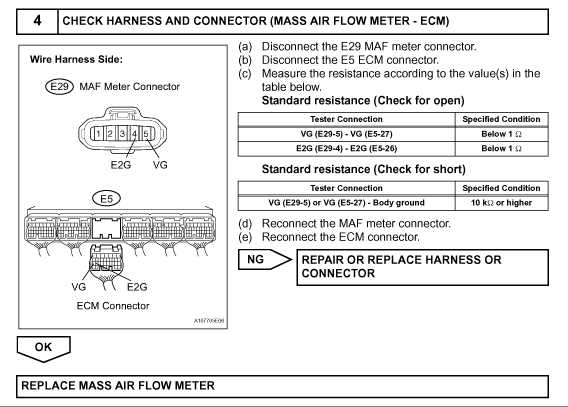 4 CHECK HARNESS AND CONNECTOR (MASS AIR FLOW METER - ECM)
Wire Harness Side:
E29 MAF Meter Connector
1 2 3 4 5
E2G VG
E5
VG E2G
ECM Connector
A107705E06
(a) Disconnect the E29 MAF meter connector.
(b) Disconnect the E5 ECM connector.
(c) Measure the resistance according to the value(s) in the
table below.
Standard resistance (Check for open)
Tester Connection Specified Condition
VG (E29-5) - VG (E5-27) Below 1 Ω
E2G (E29-4) - E2G (E5-26) Below 1 Ω
Standard resistance (Check for short)
Tester Connection Specified Condition
VG (E29-5) or VG (E5-27) - Body ground 10 kΩ or higher
(d) Reconnect the MAF meter connector.
(e) Reconnect the ECM connector.
NG REPAIR OR REPLACE HARNESS OR
CONNECTOR
OK
REPLACE MASS AIR FLOW METER